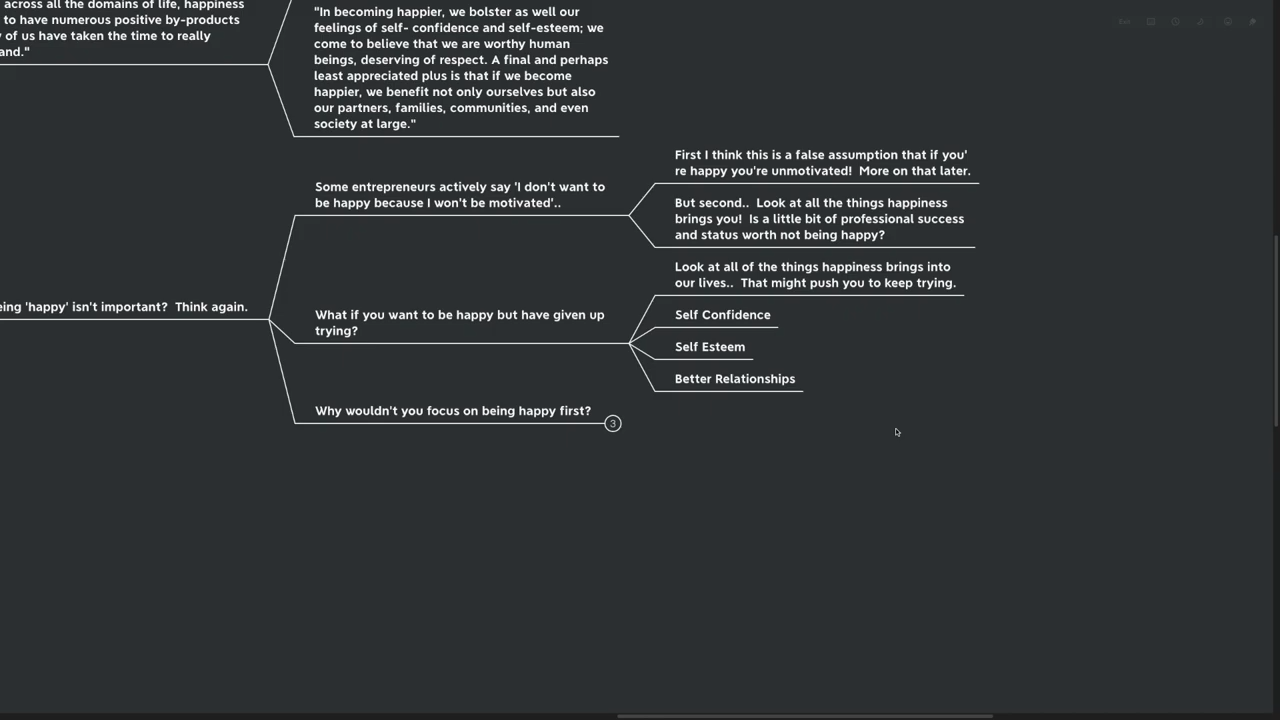 across all the domains of life, happiness
to have numerous positive by-products
of us have taken the time to really
and."
"In becoming happier, we bolster as well our
feelings of self- confidence and self-esteem; we
come to believe that we are worthy human
beings, deserving of respect. A final and perhaps
least appreciated plus is that if we become
happier, we benefit not only ourselves but also
our partners, families, communities, and even
society at large."
eing 'happy' isn't important?  Think again.
Some entrepreneurs actively say 'I don't want to
be happy because I won't be motivated'..
First I think this is a false assumption that if you'
re happy you're unmotivated!  More on that later.
But second..  Look at all the things happiness
brings you!  Is a little bit of professional success
and status worth not being happy?
What if you want to be happy but have given up
trying?
Look at all of the things happiness brings into
our lives..  That might push you to keep trying.
Self Confidence
Self Esteem
Better Relationships
Why wouldn't you focus on being happy first?
3